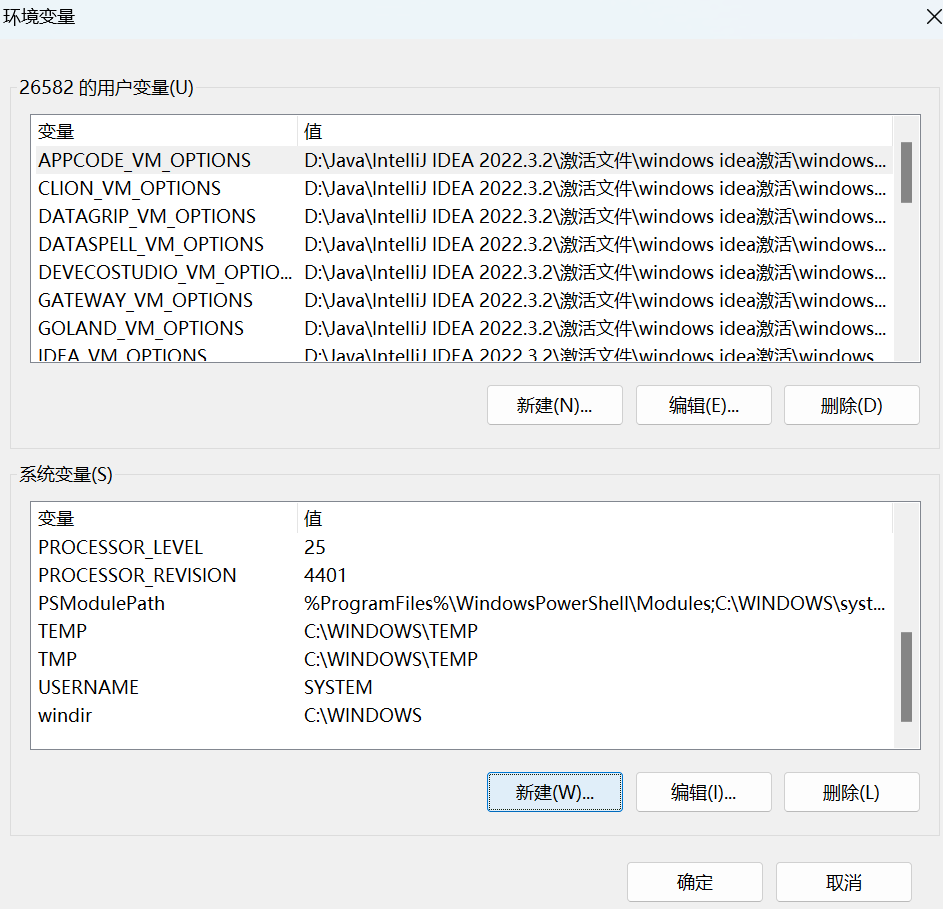 环境变量
26582 的用户变量(U)
变量 值
APPCODE_VM_OPTIONS D:\Java\IntelliJ IDEA 2022.3.2\激活文件\windows idea激活\windows...
CLION_VM_OPTIONS D:\Java\IntelliJ IDEA 2022.3.2\激活文件\windows idea激活\windows...
DATAGRIP_VM_OPTIONS D:\Java\IntelliJ IDEA 2022.3.2\激活文件\windows idea激活\windows...
DATASPELL_VM_OPTIONS D:\Java\IntelliJ IDEA 2022.3.2\激活文件\windows idea激活\windows...
DEVECOSTUDIO_VM_OPTIO... D:\Java\IntelliJ IDEA 2022.3.2\激活文件\windows idea激活\windows...
GATEWAY_VM_OPTIONS D:\Java\IntelliJ IDEA 2022.3.2\激活文件\windows idea激活\windows...
GOLAND_VM_OPTIONS D:\Java\IntelliJ IDEA 2022.3.2\激活文件\windows idea激活\windows...
IDEA_VM_OPTIONS D:\Java\IntelliJ IDEA 2022.3.2\激活文件\windows idea激活\windows...
新建(N)... 编辑(E)... 删除(D)
系统变量(S)
变量 值
PROCESSOR_LEVEL 25
PROCESSOR_REVISION 4401
PSModulePath %ProgramFiles%\WindowsPowerShell\Modules;C:\WINDOWS\syst...
TEMP C:\WINDOWS\TEMP
TMP C:\WINDOWS\TEMP
USERNAME SYSTEM
windir C:\WINDOWS
新建(W)... 编辑(I)... 删除(L)
确定 取消